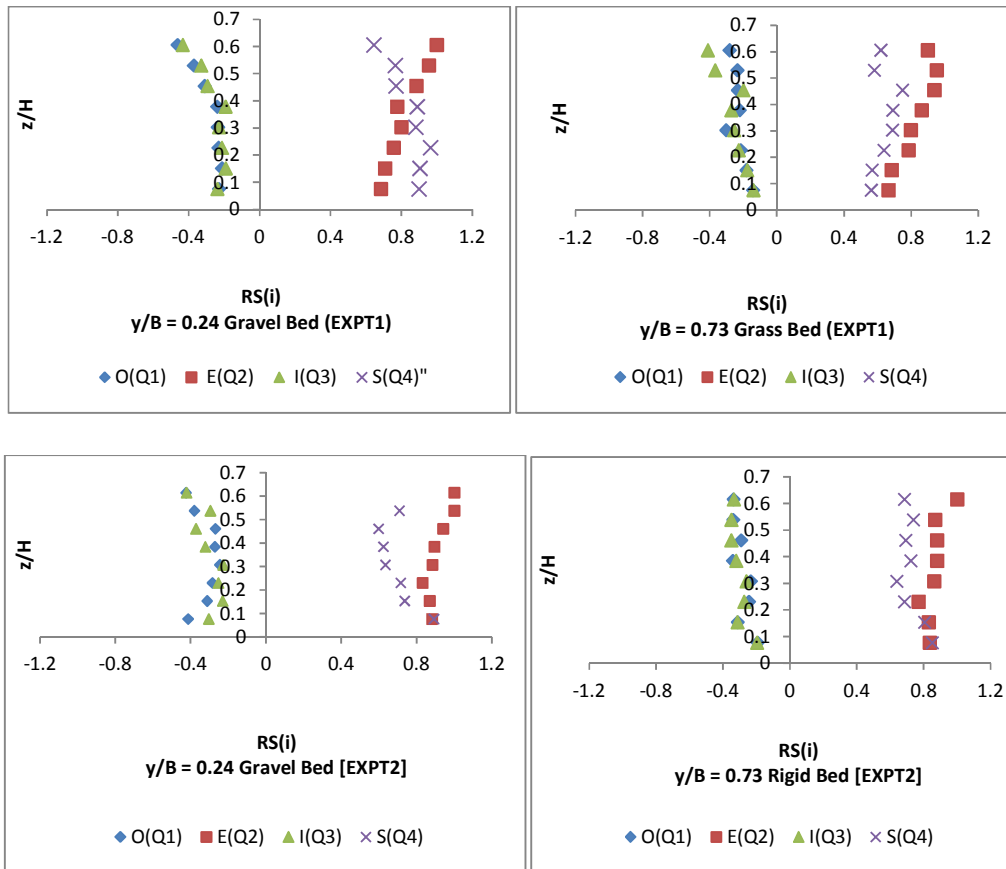 0.7
0.6
0.5
0.4
0.3
0.2
0.1
0
z/H
-1.2 -0.8 -0.4 0 0.4 0.8 1.2
RS(i)
y/B = 0.24 Gravel Bed (EXPT1)
O(Q1) E(Q2) I(Q3) S(Q4)"
0.7
0.6
0.5
0.4
0.3
0.2
0.1
0
z/H
-1.2 -0.8 -0.4 0 0.4 0.8 1.2
RS(i)
y/B = 0.73 Grass Bed (EXPT1)
O(Q1) E(Q2) I(Q3) S(Q4)
0.7
0.6
0.5
0.4
0.3
0.2
0.1
0
z/H
-1.2 -0.8 -0.4 0 0.4 0.8 1.2
RS(i)
y/B = 0.24 Gravel Bed [EXPT2]
O(Q1) E(Q2) I(Q3) S(Q4)
0.7
0.6
0.5
0.4
0.3
0.2
0.1
0
z/H
-1.2 -0.8 -0.4 0 0.4 0.8 1.2
RS(i)
y/B = 0.73 Rigid Bed [EXPT2]
O(Q1) E(Q2) I(Q3) S(Q4)